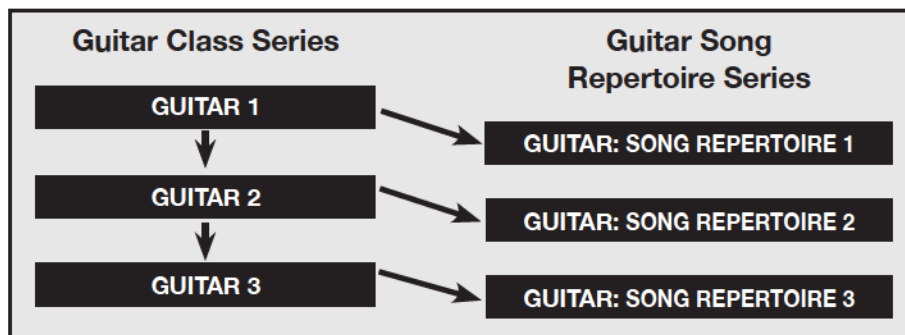 Guitar Class Series
GUITAR 1
GUITAR 2
GUITAR 3
Guitar Song
Repertoire Series
GUITAR: SONG REPERTOIRE 1
GUITAR: SONG REPERTOIRE 2
GUITAR: SONG REPERTOIRE 3